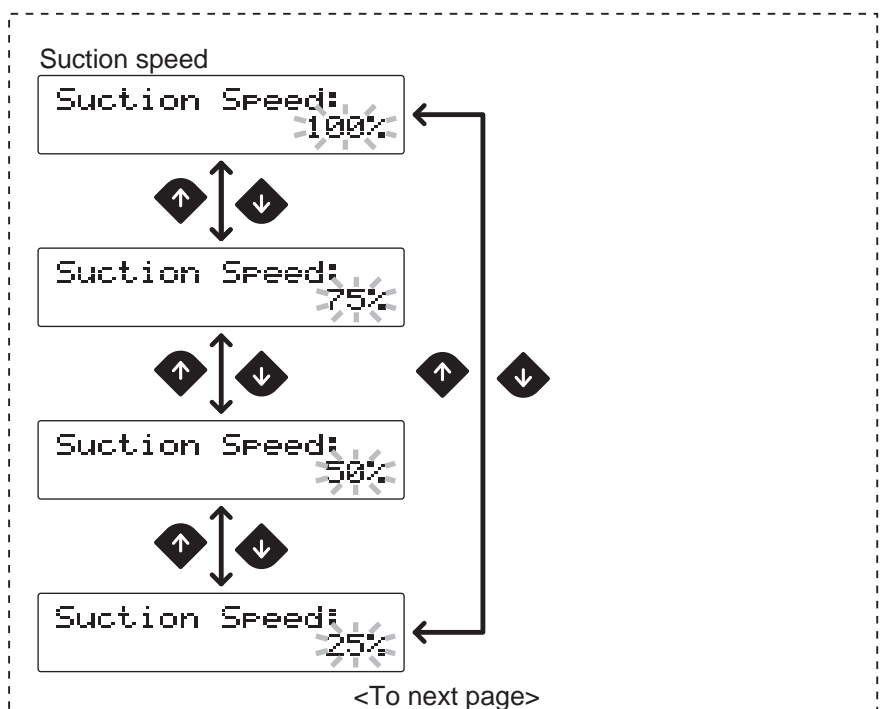 Suction speed
Suction Speed:
100%
Suction Speed:
75%
Suction Speed:
50%
Suction Speed:
25%
<To next page>